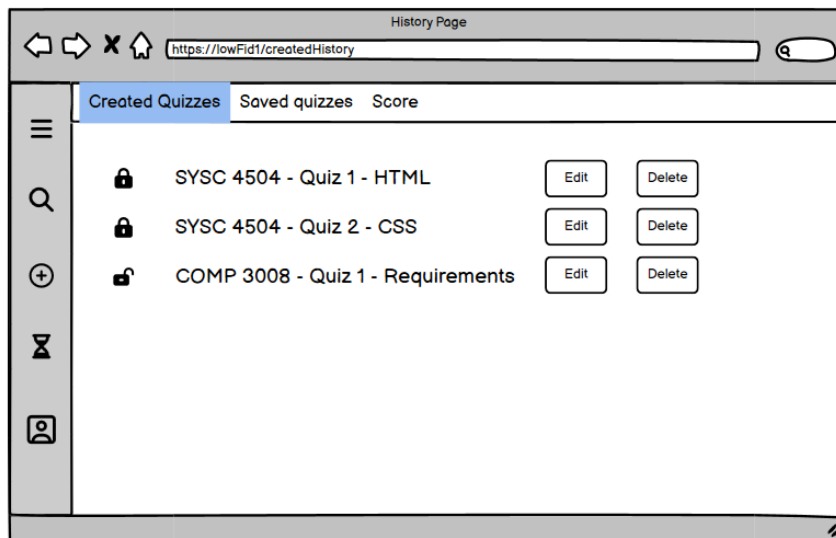 History Page
https://lowFid1/createdHistory
Created Quizzes Saved quizzes Score
SYSC 4504 - Quiz 1 - HTML Edit Delete
SYSC 4504 - Quiz 2 - CSS Edit Delete
COMP 3008 - Quiz 1 - Requirements Edit Delete